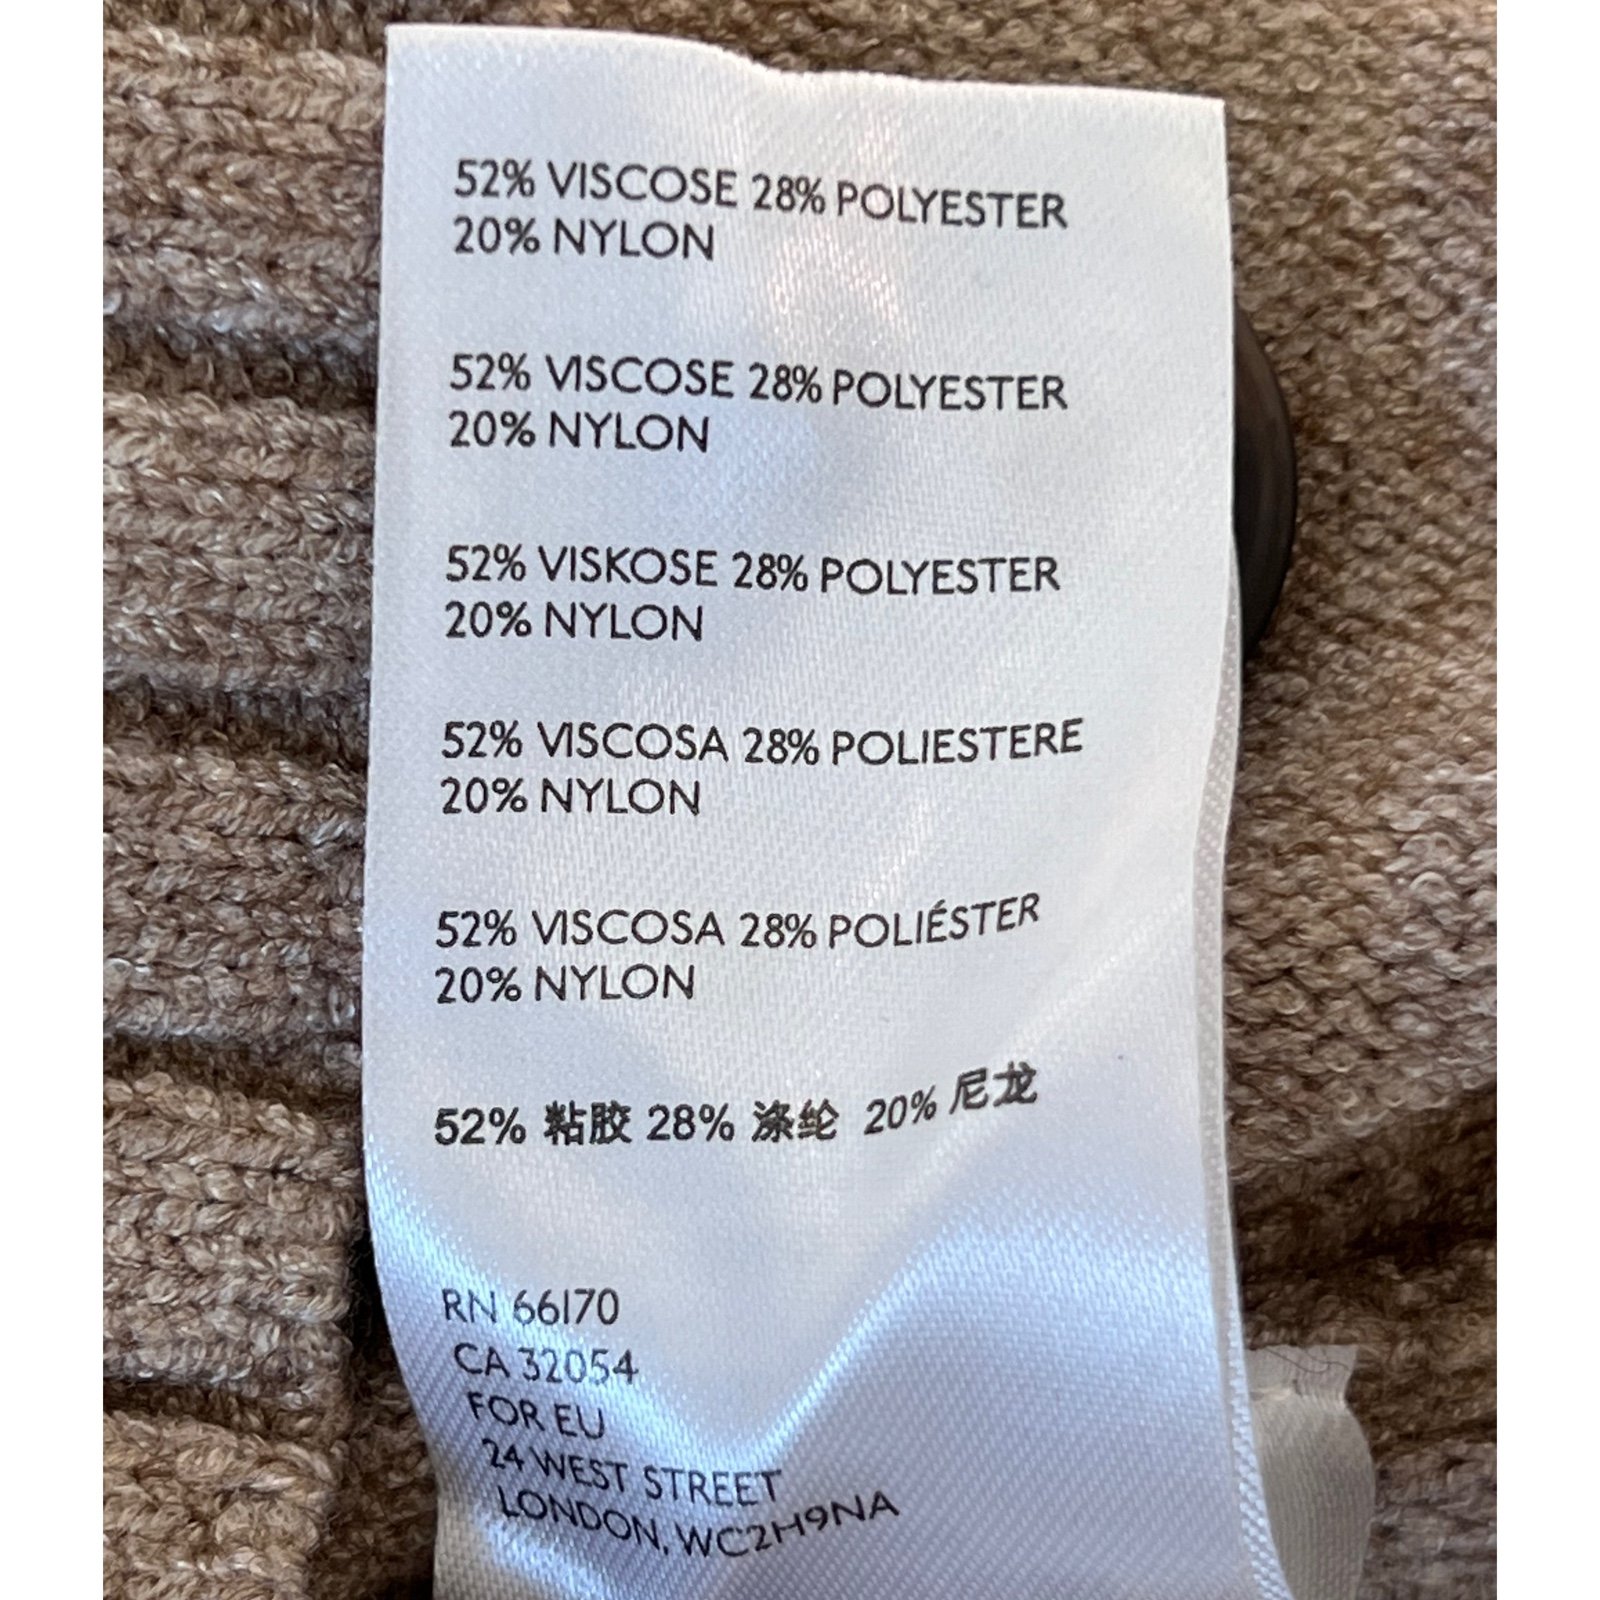 52% VISCOSE 28% POLYESTER
20% NYLON
52% VISCOSE 28% POLYESTER
20% NYLON
52% VISKOSE 28% POLYESTER
20% NYLON
52% VISCOSA 28% POLIESTERE
20% NYLON
52% VISCOSA 28% POLIÉSTER
20% NYLON
52% 粘胶 28% 涤纶 20% 尼龙
RN 66170
CA 32054
FOR EU
24 WEST STREET
LONDON, WC2H9NA